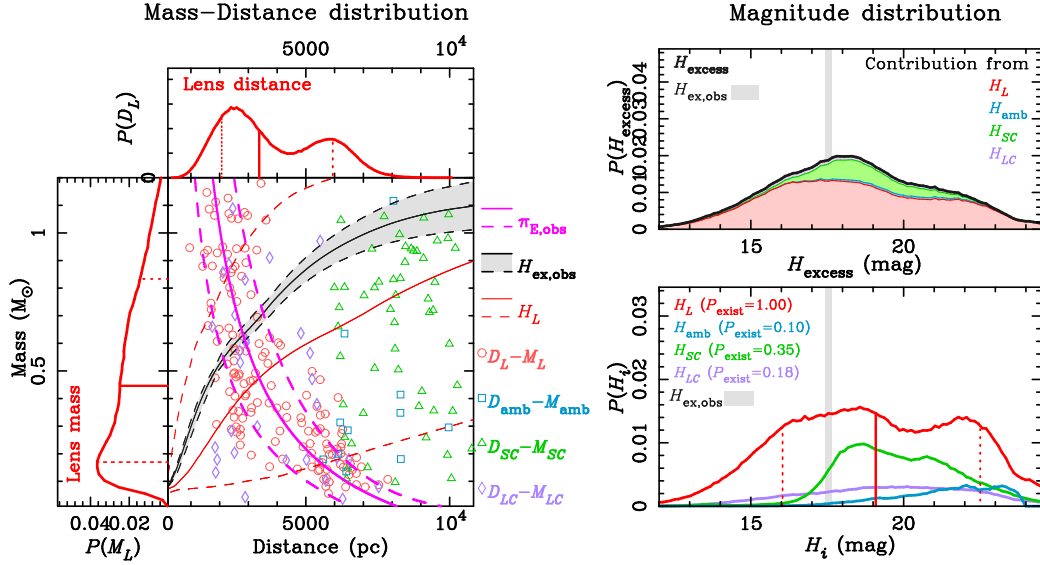 Mass−Distance distribution
5000 10⁴
Lens distance
P(D_L)
0
Mass (M_⊙)
1
0.5
Lens mass
0.04 0.02
P(M_L)
0 5000 10⁴
Distance (pc)
π_E,obs
H_ex,obs
H_L
D_L−M_L
D_amb−M_amb
D_SC−M_SC
D_LC−M_LC
Magnitude distribution
H_excess
H_ex,obs
Contribution from
H_L
H_amb
H_SC
H_LC
P(H_excess)
0.04
0.03
0.02
0.01
0
15 20
H_excess (mag)
H_L (P_exist=1.00)
H_amb (P_exist=0.10)
H_SC (P_exist=0.35)
H_LC (P_exist=0.18)
H_ex,obs
P(H_i)
0.03
0.02
0.01
0
15 20
H_i (mag)